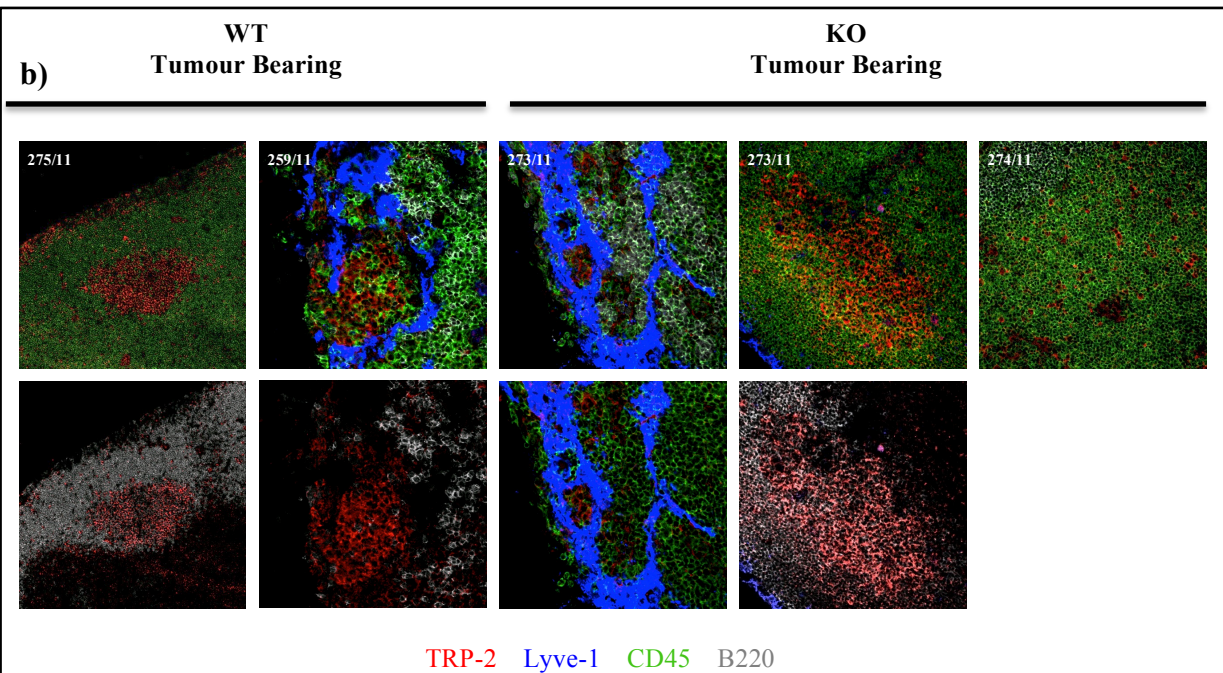 WT
Tumour Bearing
KO
Tumour Bearing
b)
275/11
259/11
273/11
273/11
274/11
TRP-2 Lyve-1 CD45 B220